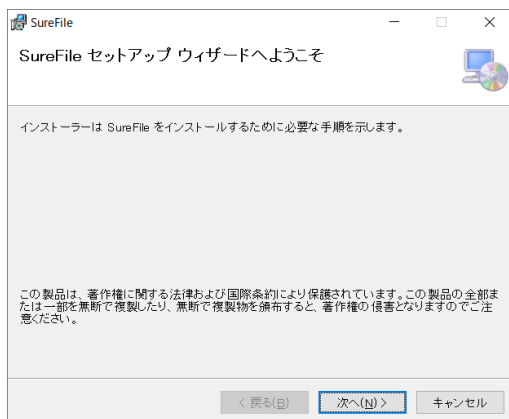 SureFile
SureFile セットアップ ウィザードへようこそ
インストーラーは SureFile をインストールするために必要な手順を示します。
この製品は、著作権に関する法律および国際条約により保護されています。この製品の全部ま
たは一部を無断で複製したり、無断で複製物を頒布すると、著作権の侵害となりますのでご注
意ください。
< 戻る(B) 次へ(N) > キャンセル